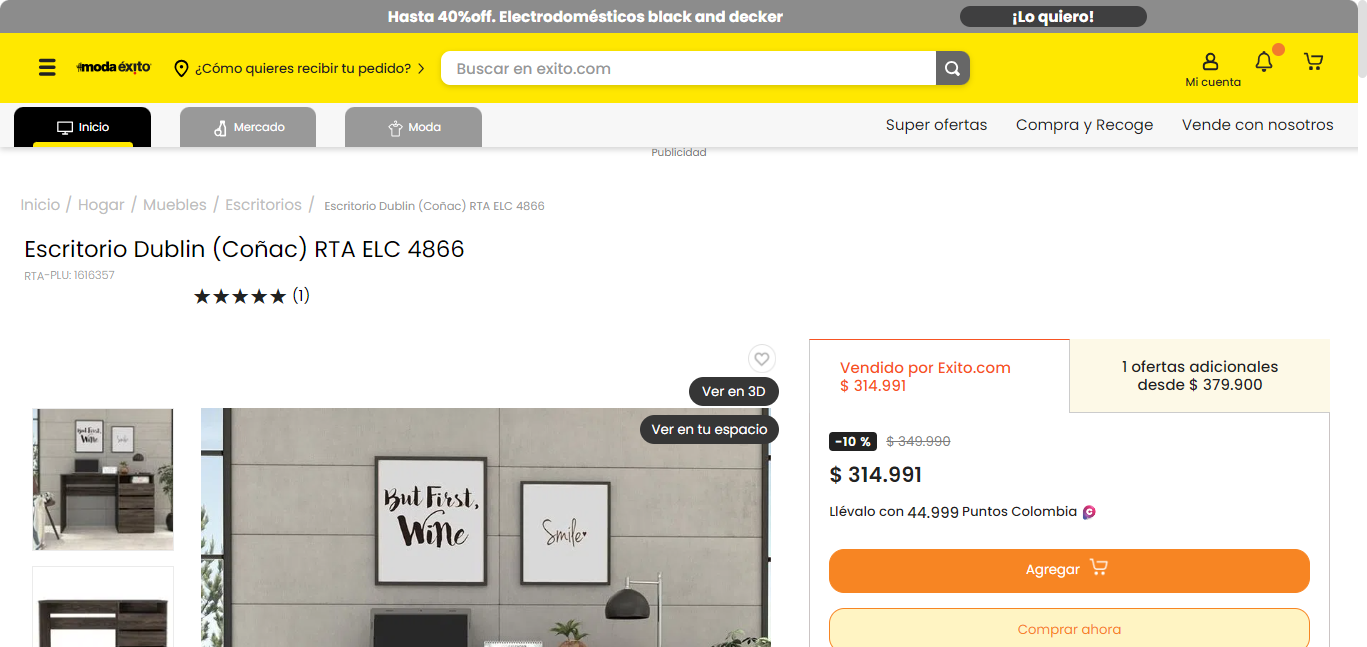 Hasta 40%off. Electrodomésticos black and decker
¡Lo quiero!
moda éxito
¿Cómo quieres recibir tu pedido?
Buscar en exito.com
Mi cuenta
Inicio
Mercado
Moda
Super ofertas
Compra y Recoge
Vende con nosotros
Publicidad
Inicio / Hogar / Muebles / Escritorios / Escritorio Dublin (Coñac) RTA ELC 4866
Escritorio Dublin (Coñac) RTA ELC 4866
RTA-PLU: 1616357
★★★★★ (1)
Ver en 3D
Ver en tu espacio
But First,
Wine
Smile
But First,
Wine
Smile
Vendido por Exito.com
$ 314.991
1 ofertas adicionales
desde $ 379.900
-10 % $ 349.990
$ 314.991
Llévalo con 44.999 Puntos Colombia
Agregar
Comprar ahora